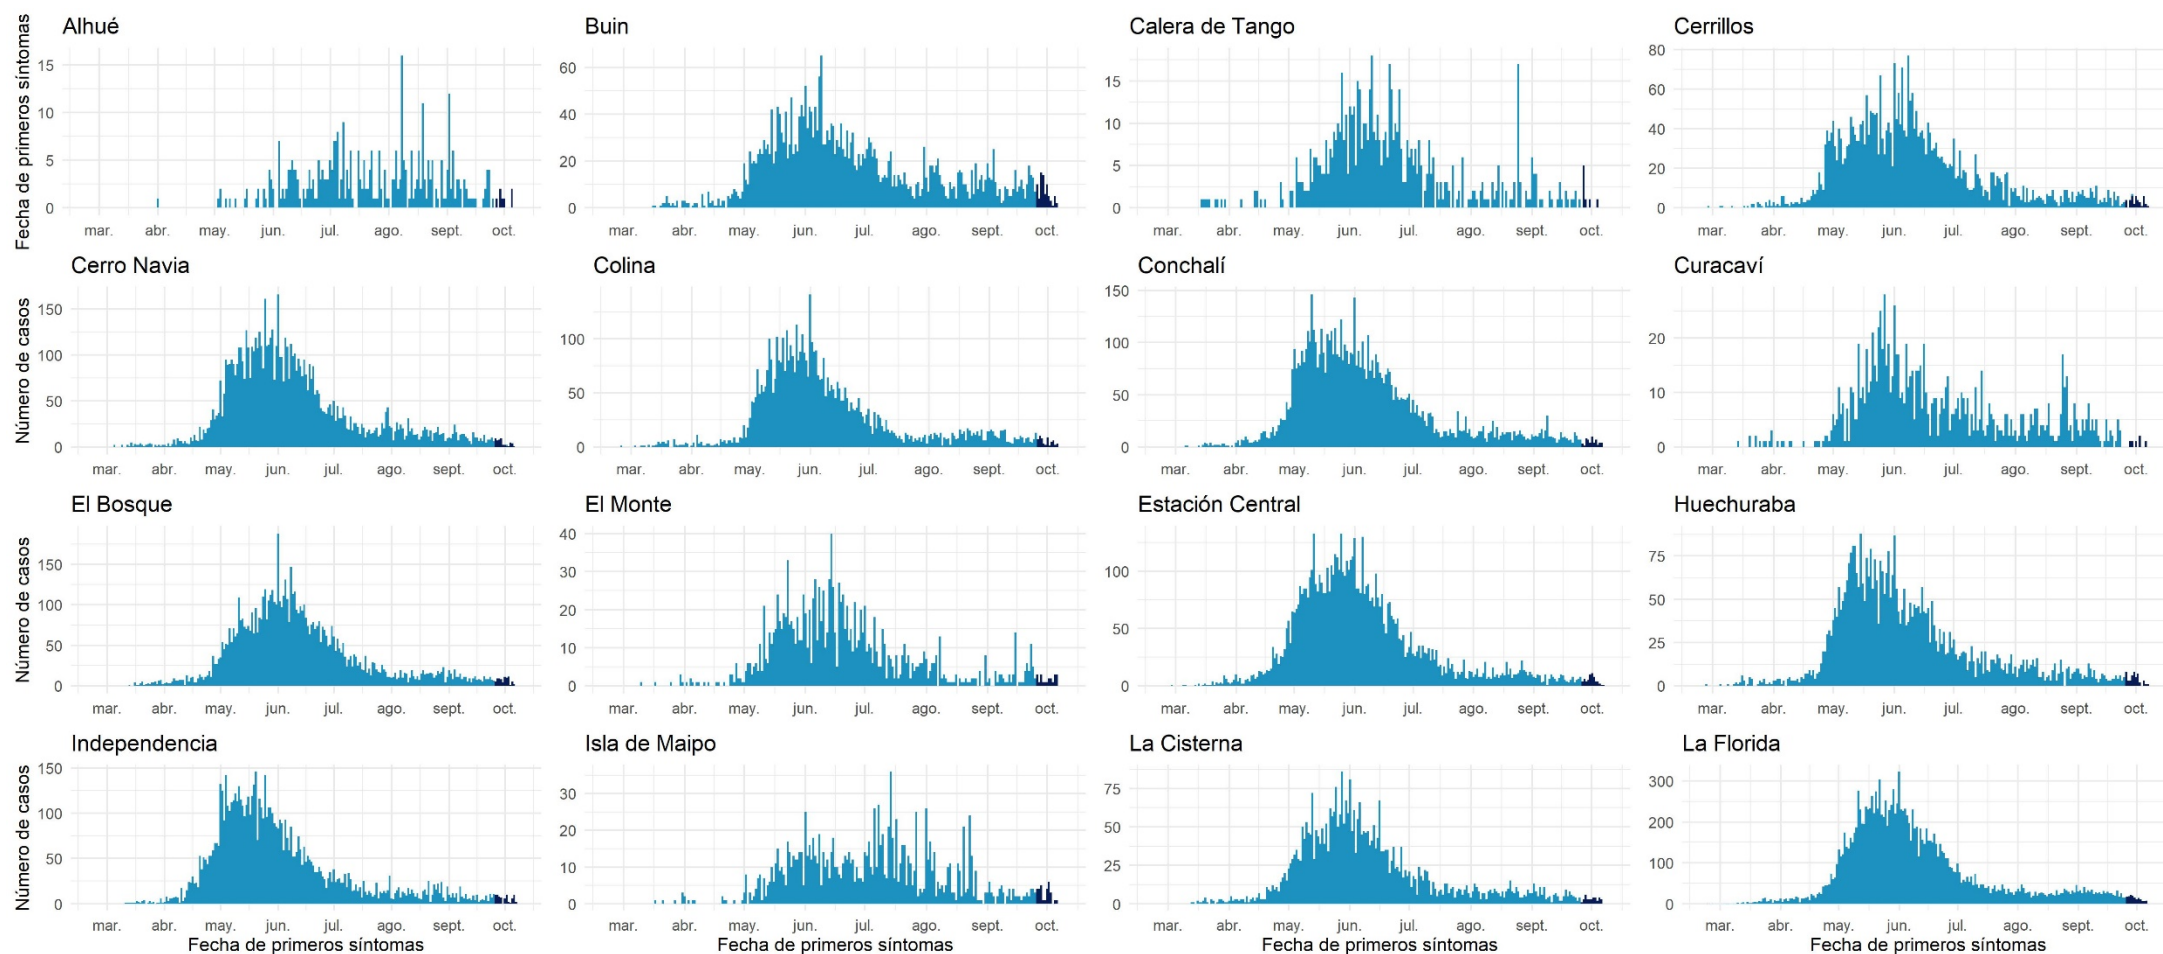 Alhué
Buin
Calera de Tango
Cerrillos
Fecha de primeros síntomas
15
10
5
0
mar. abr. may. jun. jul. ago. sept. oct.
60
40
20
0
mar. abr. may. jun. jul. ago. sept. oct.
15
10
5
0
mar. abr. may. jun. jul. ago. sept. oct.
80
60
40
20
0
mar. abr. may. jun. jul. ago. sept. oct.
Cerro Navia
Colina
Conchalí
Curacaví
Número de casos
150
100
50
0
mar. abr. may. jun. jul. ago. sept. oct.
100
50
0
mar. abr. may. jun. jul. ago. sept. oct.
150
100
50
0
mar. abr. may. jun. jul. ago. sept. oct.
20
10
0
mar. abr. may. jun. jul. ago. sept. oct.
El Bosque
El Monte
Estación Central
Huechuraba
Número de casos
150
100
50
0
mar. abr. may. jun. jul. ago. sept. oct.
40
30
20
10
0
mar. abr. may. jun. jul. ago. sept. oct.
100
50
0
mar. abr. may. jun. jul. ago. sept. oct.
75
50
25
0
mar. abr. may. jun. jul. ago. sept. oct.
Independencia
Isla de Maipo
La Cisterna
La Florida
Número de casos
150
100
50
0
mar. abr. may. jun. jul. ago. sept. oct.
Fecha de primeros síntomas
30
20
10
0
mar. abr. may. jun. jul. ago. sept. oct.
Fecha de primeros síntomas
75
50
25
0
mar. abr. may. jun. jul. ago. sept. oct.
Fecha de primeros síntomas
300
200
100
0
mar. abr. may. jun. jul. ago. sept. oct.
Fecha de primeros síntomas